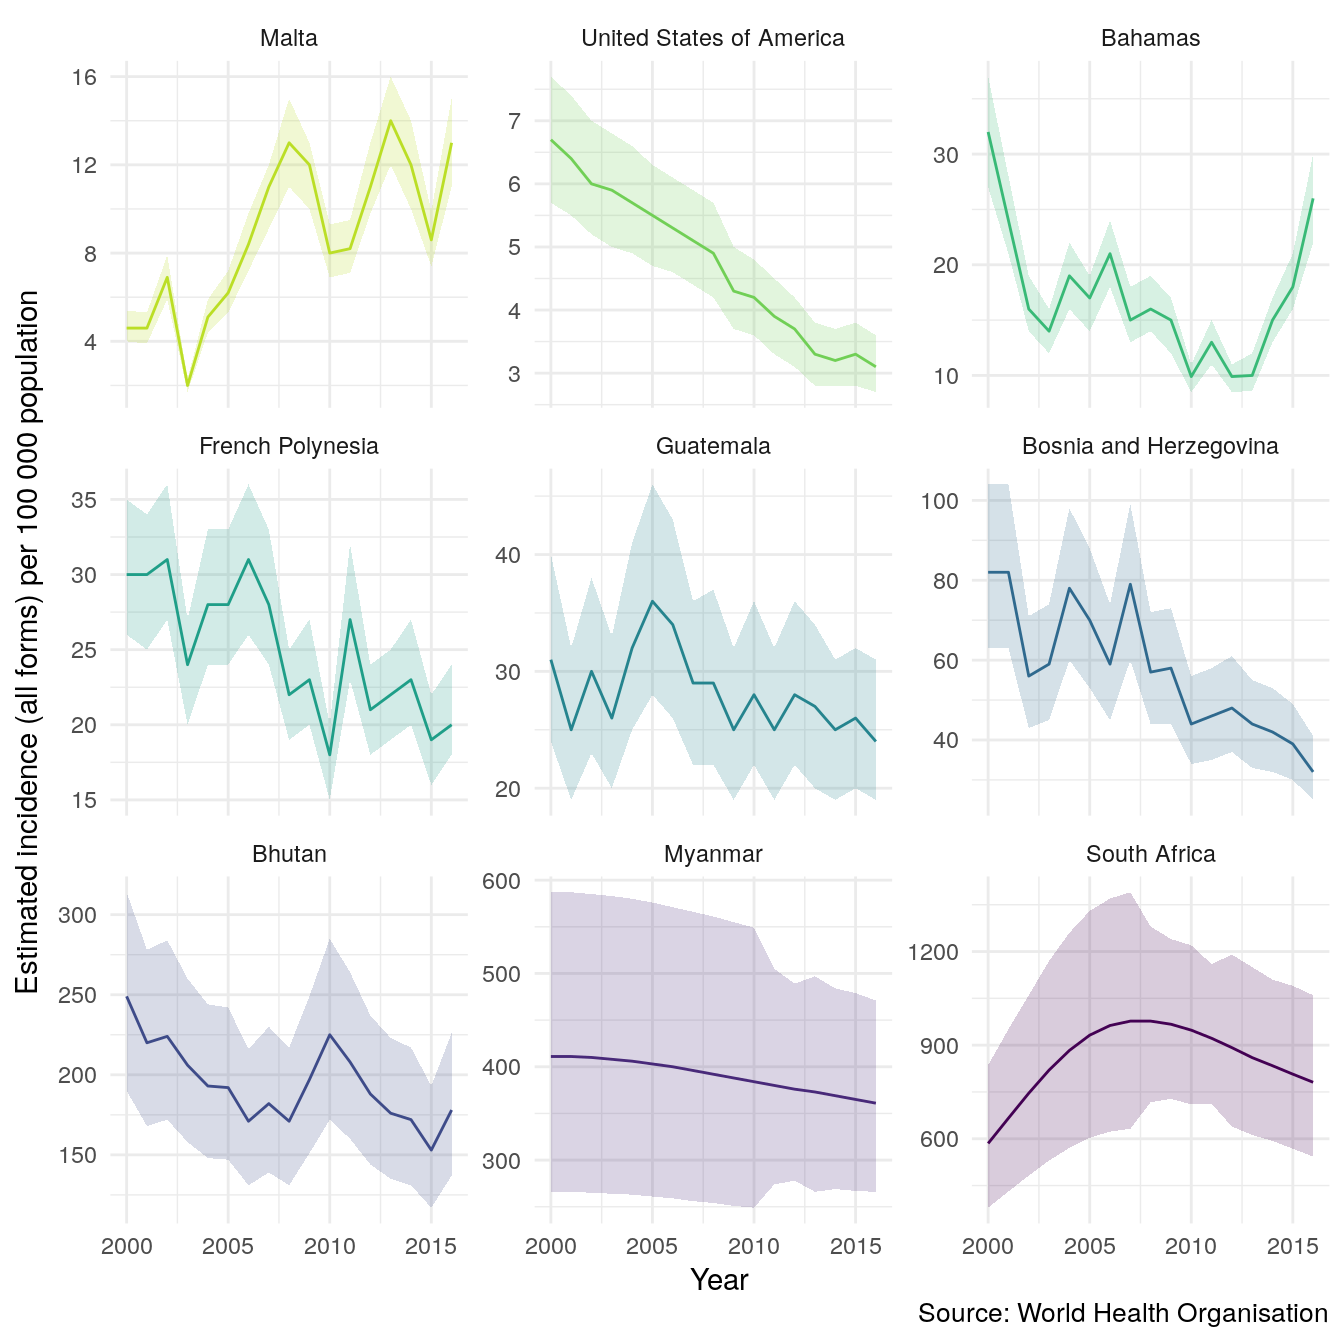 Estimated incidence (all forms) per 100 000 population
Malta
16
12
8
4
United States of America
7
6
5
4
3
Bahamas
30
20
10
French Polynesia
35
30
25
20
15
Guatemala
40
30
20
Bosnia and Herzegovina
100
80
60
40
Bhutan
300
250
200
150
2000 2005 2010 2015
Myanmar
600
500
400
300
2000 2005 2010 2015
South Africa
1200
900
600
2000 2005 2010 2015
Year
Source: World Health Organisation